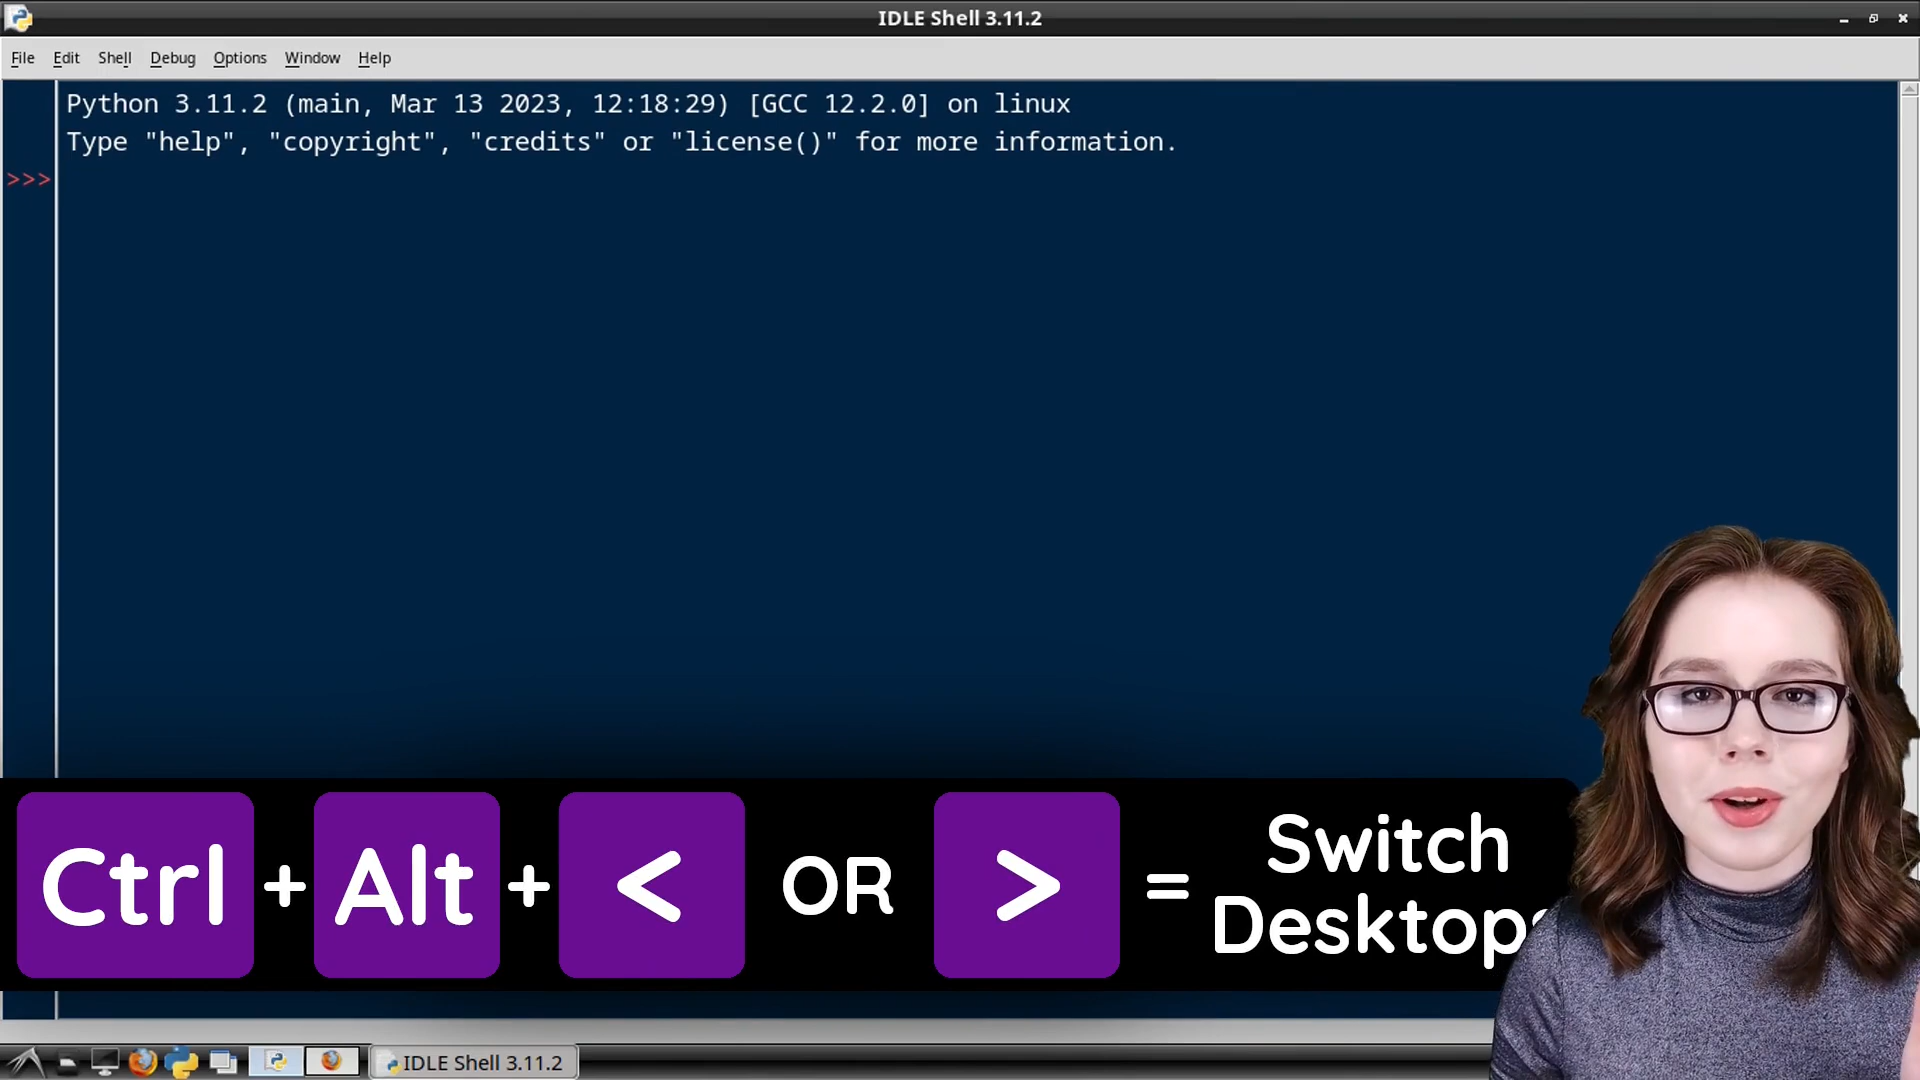 IDLE Shell 3.11.2
File Edit Shell Debug Options Window Help
Python 3.11.2 (main, Mar 13 2023, 12:18:29) [GCC 12.2.0] on linux
Type "help", "copyright", "credits" or "license()" for more information.
>>>
Ctrl + Alt + < OR > = Switch
Desktops
IDLE Shell 3.11.2